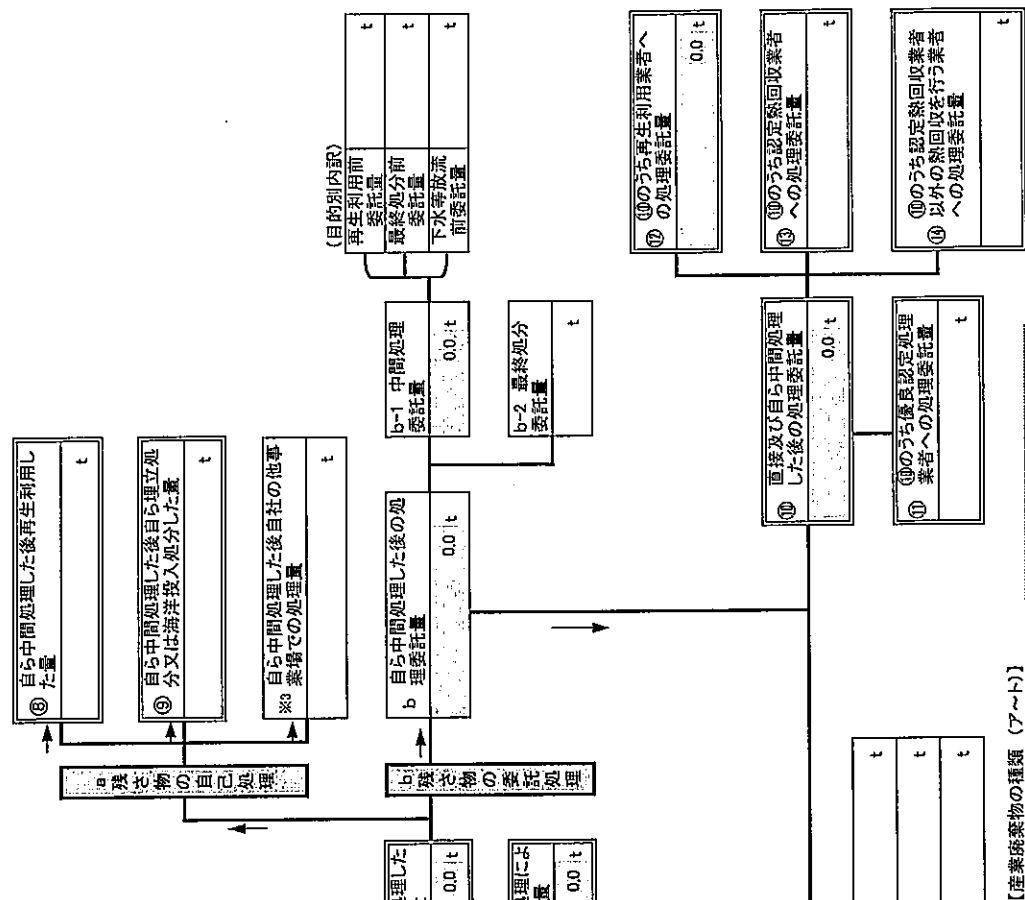 ⑧ 自ら中間処理した後再生利用し
た量
t
⑨ 自ら中間処理した後自ら埋立処
分又は海洋投入処分した量
t
※3 自ら中間処理した後自社の他事
業場での処理量
t
a 残さ物の自己処理
b 残さ物の委託処理
b 自ら中間処理した後の処
理委託量
0.0 t
b-1 中間処理
委託量
0.0 t
b-2 最終処分
委託量
t
(目的別内訳)
再生利用前
委託量
t
最終処分前
委託量
t
下水等放流
前委託量
t
理した
0.0 t
処理によ
量
0.0 t
⑩ 直接及び自ら中間処理
した後の処理委託量
0.0 t
⑪ ⑩のうち優良認定処理
業者への処理委託量
t
⑫ ⑩のうち再生利用業者へ
の処理委託量
0.0 t
⑬ ⑩のうち認定熱回収業者
への処理委託量
t
⑭ ⑩のうち認定熱回収業者
以外の熱回収を行う業者
への処理委託量
t
t
t
t
【産業廃棄物の種類 (ア～ト)】